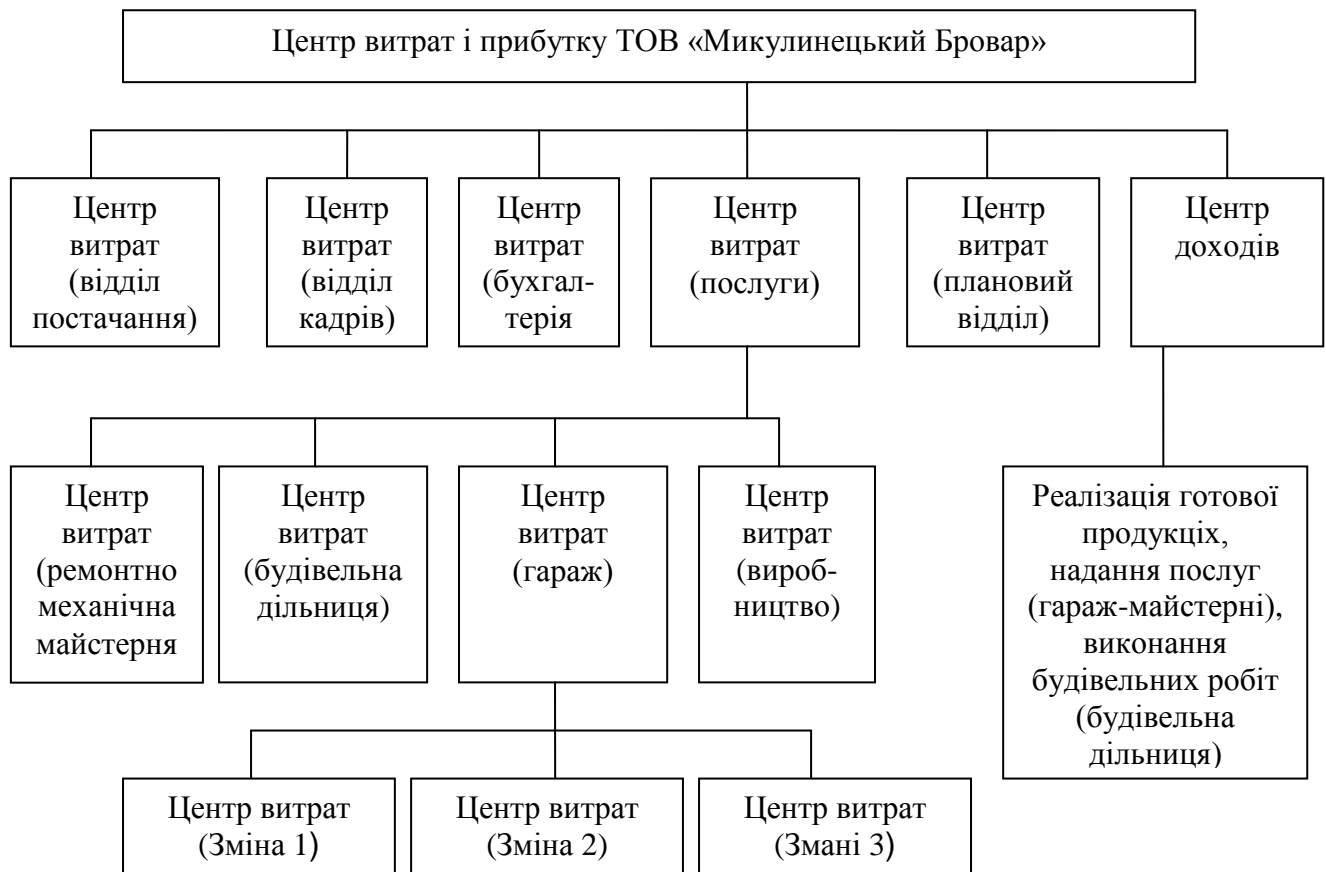 Центр витрат і прибутку ТОВ «Микулинецький Бровар»
Центр
витрат
(відділ
постачання)
Центр
витрат
(відділ
кадрів)
Центр
витрат
(бухгал-
терія
Центр
витрат
(послуги)
Центр
витрат
(плановий
відділ)
Центр
доходів
Центр
витрат
(ремонтно
механічна
майстерня
Центр
витрат
(будівельна
дільниця)
Центр
витрат
(гараж)
Центр
витрат
(вироб-
ництво)
Реалізація готової
продукціх,
надання послуг
(гараж-майстерні),
виконання
будівельних робіт
(будівельна
дільниця)
Центр витрат
(Зміна 1)
Центр витрат
(Зміна 2)
Центр витрат
(Змані 3)